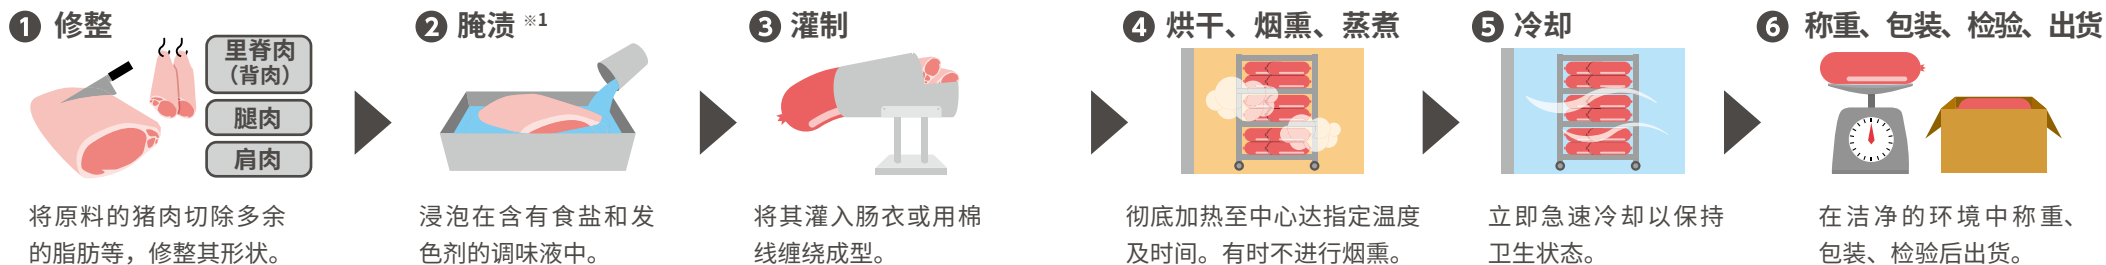 1 修整
里脊肉
（背肉）
腿肉
肩肉
将原料的猪肉切除多余
的脂肪等，修整其形状。
2 腌渍 ※1
浸泡在含有食盐和发
色剂的调味液中。
3 灌制
将其灌入肠衣或用棉
线缠绕成型。
4 烘干、烟熏、蒸煮
彻底加热至中心达指定温度
及时间。有时不进行烟熏。
5 冷却
立即急速冷却以保持
卫生状态。
6 称重、包装、检验、出货
在洁净的环境中称重、
包装、检验后出货。